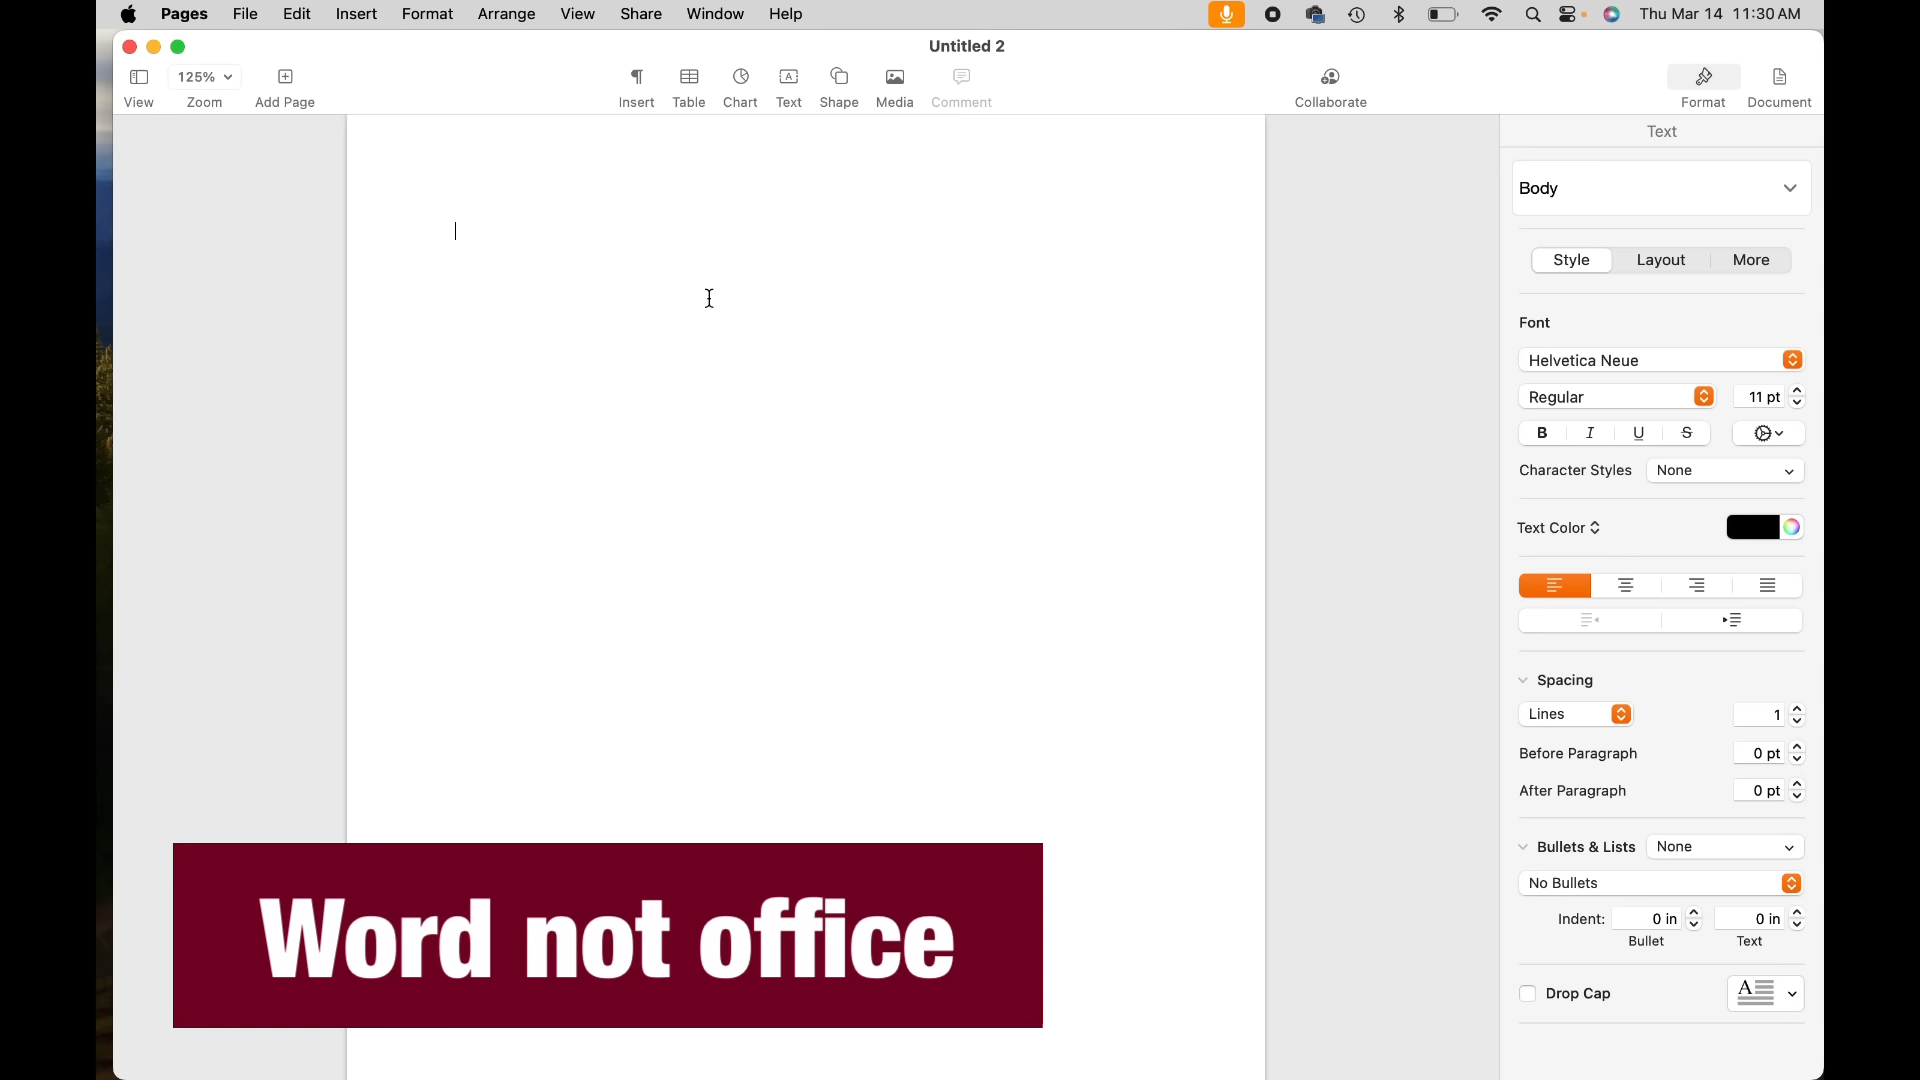 Pages File Edit Insert Format Arrange View Share Window Help Thu Mar 14 11:30 AM
Untitled 2
125%
View Zoom Add Page Insert Table Chart Text Shape Media Comment Collaborate Format Document
Text
Body
Style Layout More
Font
Helvetica Neue
Regular 11 pt
B I U S
Character Styles None
Text Color
Spacing
Lines 1
Before Paragraph 0 pt
After Paragraph 0 pt
Bullets & Lists None
No Bullets
Indent: 0 in 0 in
Bullet Text
Drop Cap A
Word not office